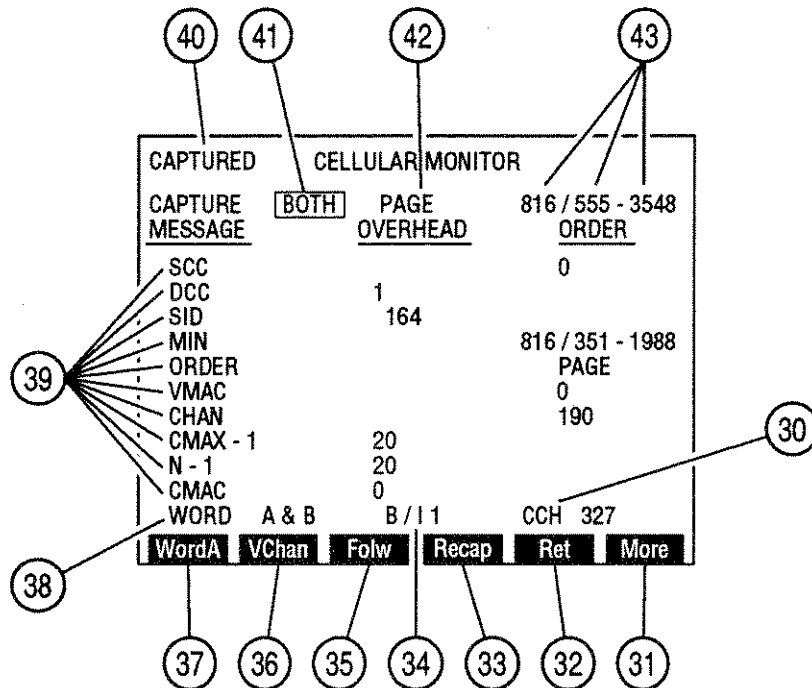 40 41 42 43
CAPTURED CELLULAR MONITOR
CAPTURE BOTH PAGE 816 / 555 - 3548
MESSAGE OVERHEAD ORDER
SCC 0
DCC 1
SID 164
MIN 816 / 351 - 1988
39 ORDER PAGE
VMAC 0
CHAN 190
30
CMAX - 1 20
N - 1 20
CMAC 0
WORD A & B B / I 1 CCH 327
38
WordA VChan Folw Recap Ret More
37 36 35 34 33 32 31